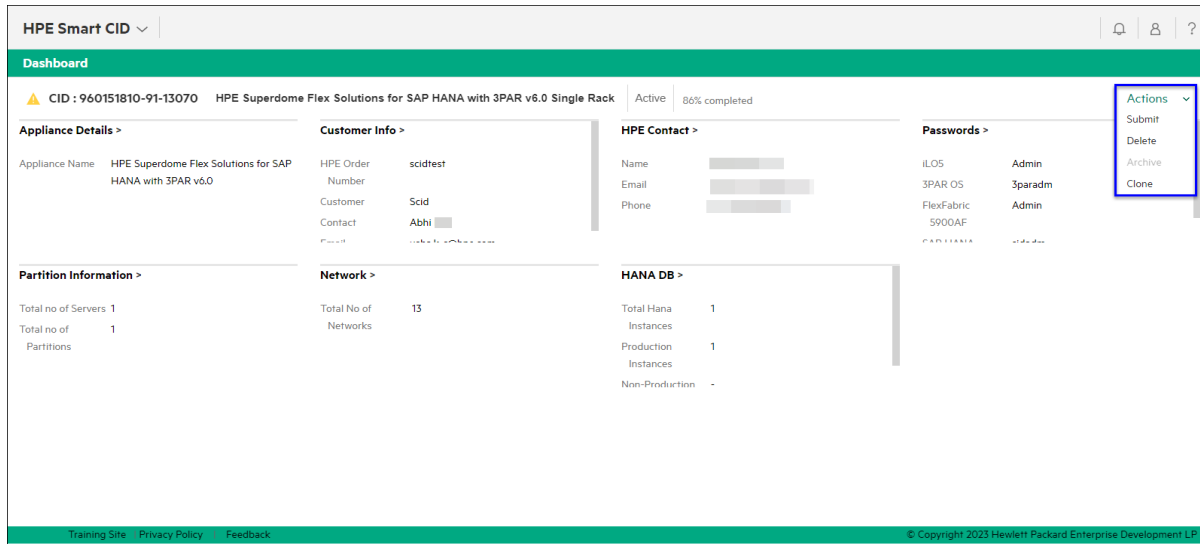 HPE Smart CID
?
Dashboard
CID : 960151810-91-13070 HPE Superdome Flex Solutions for SAP HANA with 3PAR v6.0 Single Rack Active 86% completed Actions
Submit
Delete
Archive
Clone
Appliance Details >
Appliance Name HPE Superdome Flex Solutions for SAP
HANA with 3PAR v6.0
Customer Info >
HPE Order scidtest
Number
Customer Scid
Contact Abhi
Email
HPE Contact >
Name
Email
Phone
Passwords >
iLO5 Admin
3PAR OS 3paradm
FlexFabric Admin
5900AF
SAP HANA sidadm
Partition Information >
Total no of Servers 1
Total no of 1
Partitions
Network >
Total No of 13
Networks
HANA DB >
Total Hana 1
Instances
Production 1
Instances
Non-Production -
Training Site | Privacy Policy | Feedback
© Copyright 2023 Hewlett Packard Enterprise Development LP